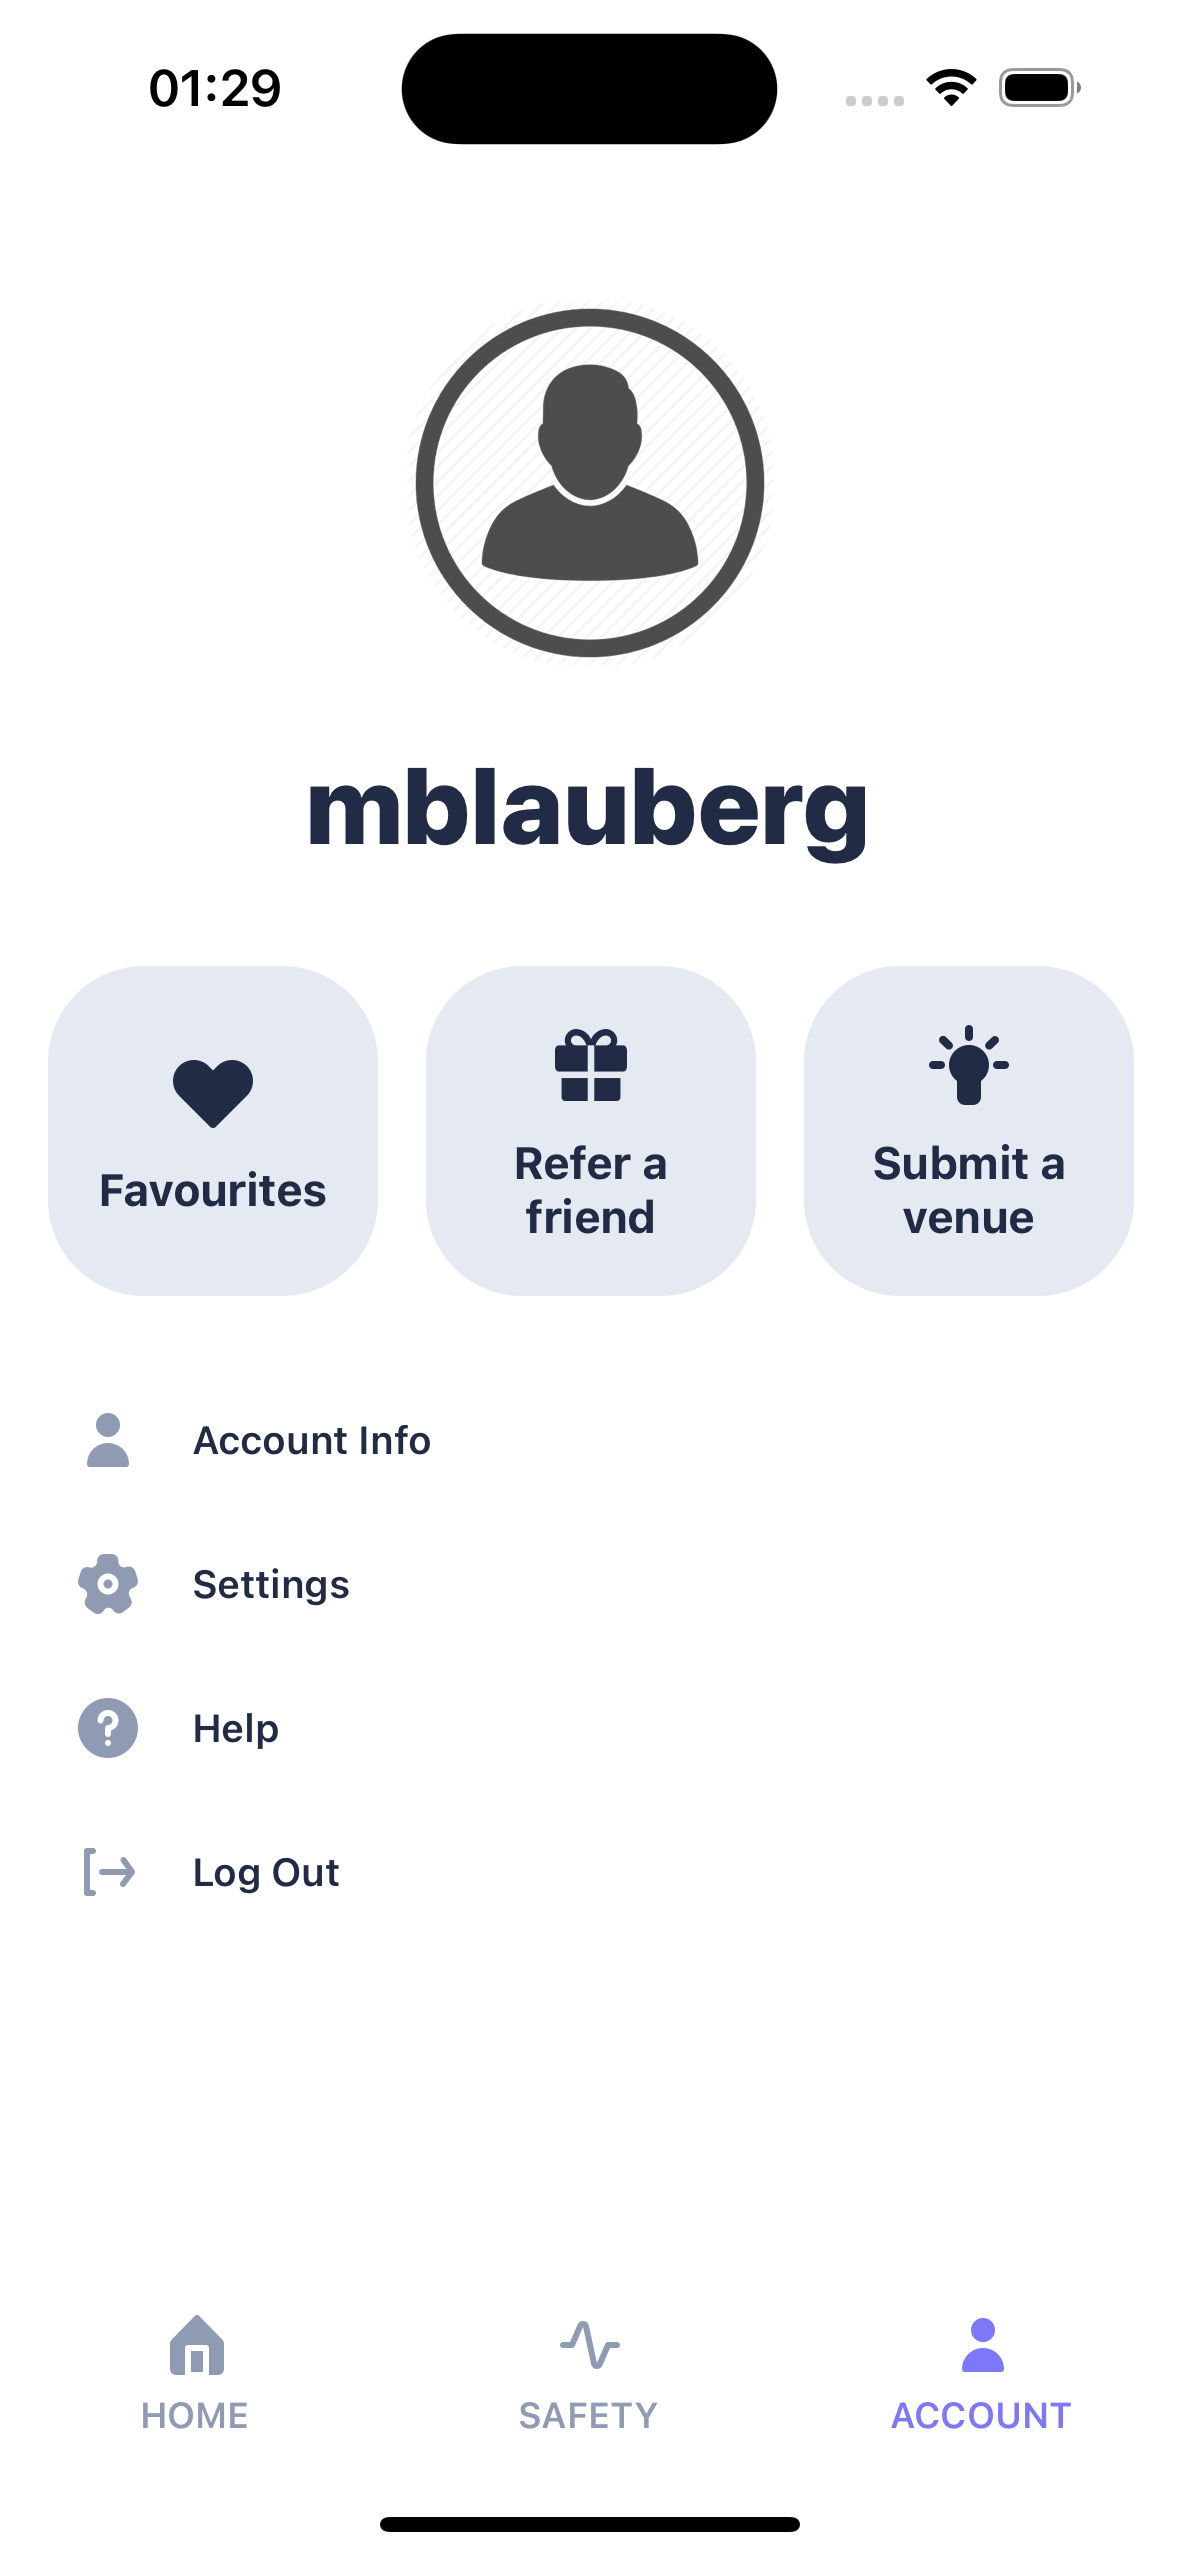 01:29
mblauberg
Favourites
Refer a
friend
Submit a
venue
Account Info
Settings
Help
Log Out
HOME
SAFETY
ACCOUNT